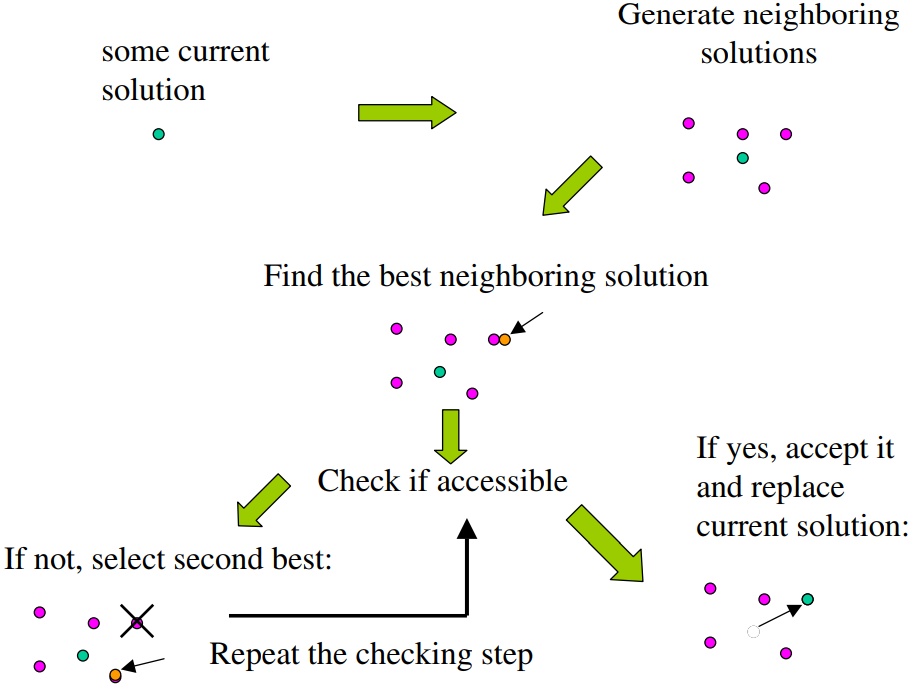 some current
solution
Generate neighboring
solutions
Find the best neighboring solution
Check if accessible
If yes, accept it
and replace
current solution:
If not, select second best:
Repeat the checking step